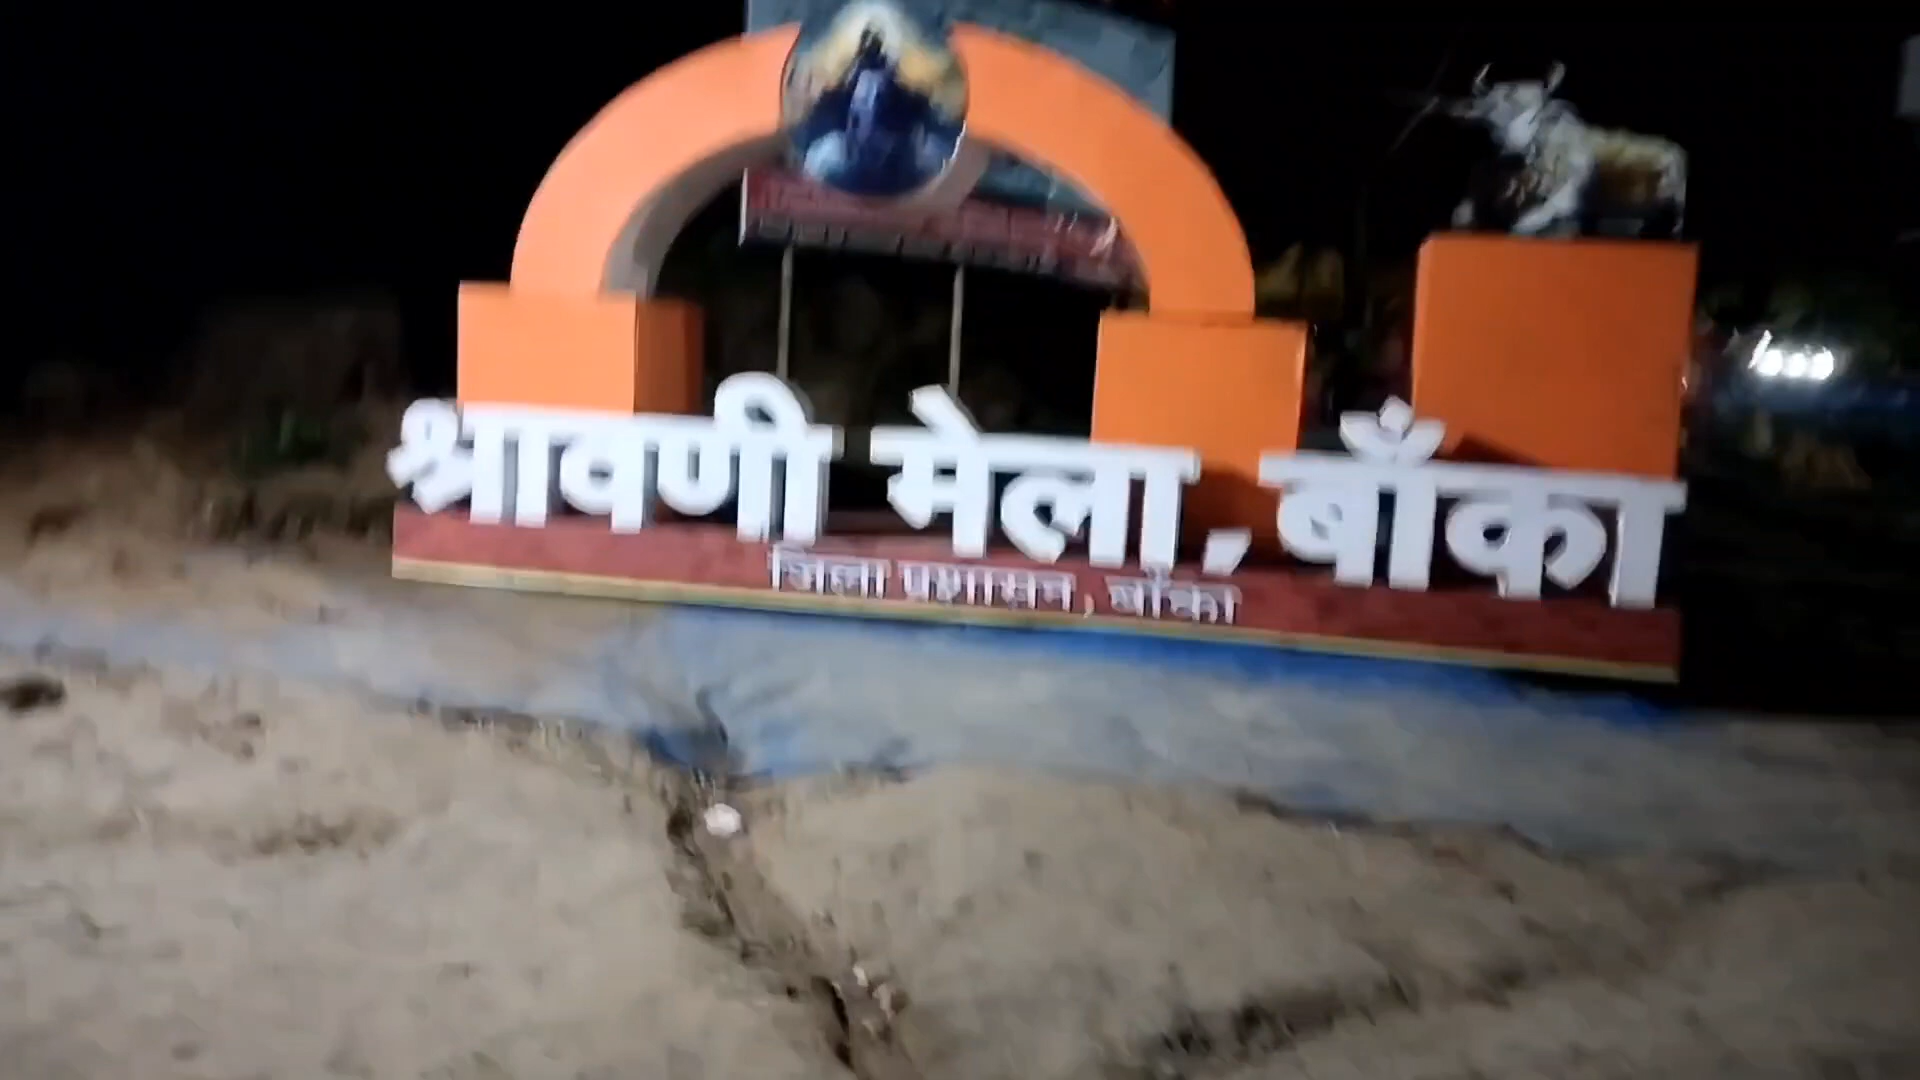 श्रावणी मेला, बाँका
जिला प्रशासन, बाँका